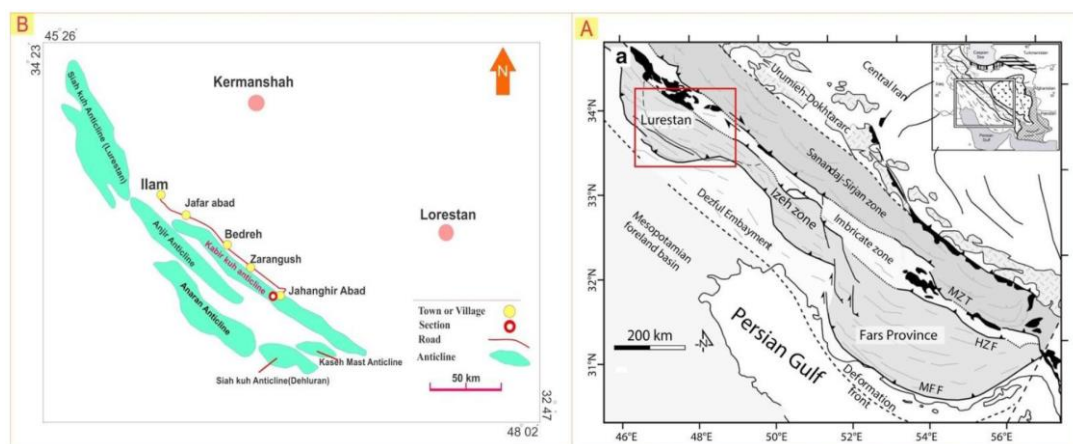 B
45 26
34 23
N
Kermanshah
Siah kuh Anticline (Lurestan)
Ilam
Jafar abad
Lorestan
Bedreh
Anjir Anticline
Kabir kuh anticline
Zarangush
Jahanghir Abad
Anaran Anticline
Kaseh Mast Anticline
Siah kuh Anticline(Dehluran)
Town or Village
Section
Road
Anticline
50 km
32 47
48 02
A
a
Urumieh-Dokhtararc
Central Iran
34°N
Lurestan
Sanandaj-Sirjan zone
33°N
Dezful Embayment
Izeh zone
Mesopotamian
foreland basin
Imbricate zone
32°N
MZT
200 km
N
Persian Gulf
Fars Province
HZF
31°N
Deformation
front
MFF
46°E
48°E
50°E
52°E
54°E
56°E